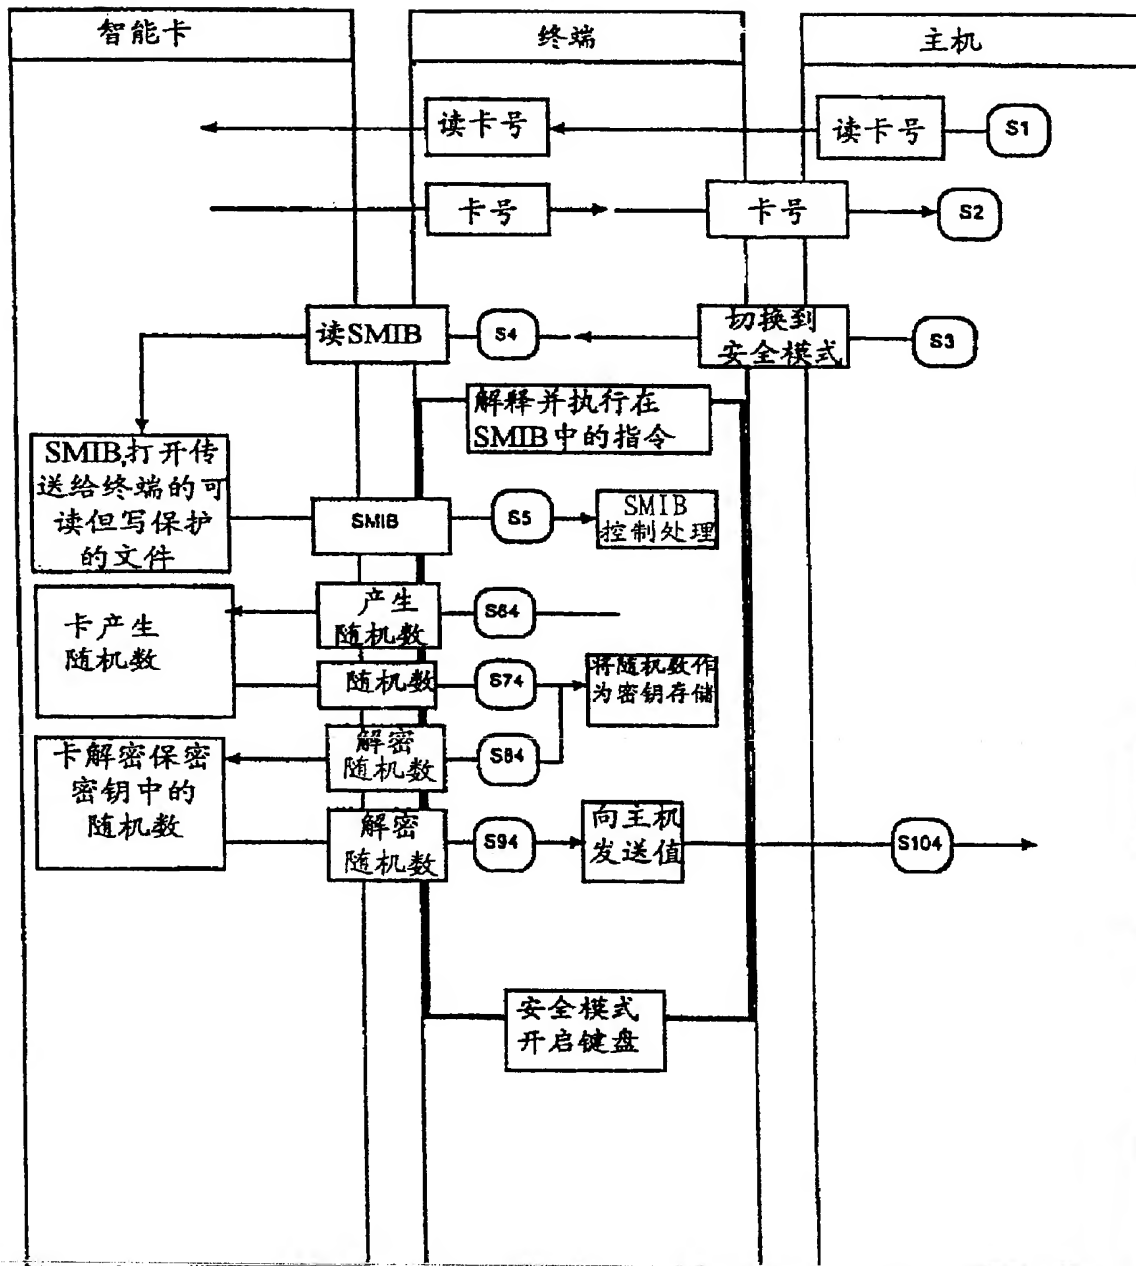 智能卡
终端
主机
读卡号
读卡号
S1
卡号
卡号
S2
读SMIB
S4
切换到
安全模式
S3
解释并执行在
SMIB中的指令
SMIB,打开传
送给终端的可
读但写保护
的文件
SMIB
S5
SMIB
控制处理
卡产生
随机数
产生
随机数
S64
随机数
S74
将随机数作
为密钥存储
卡解密保密
密钥中的
随机数
解密
随机数
S84
解密
随机数
S94
向主机
发送值
S104
安全模式
开启键盘